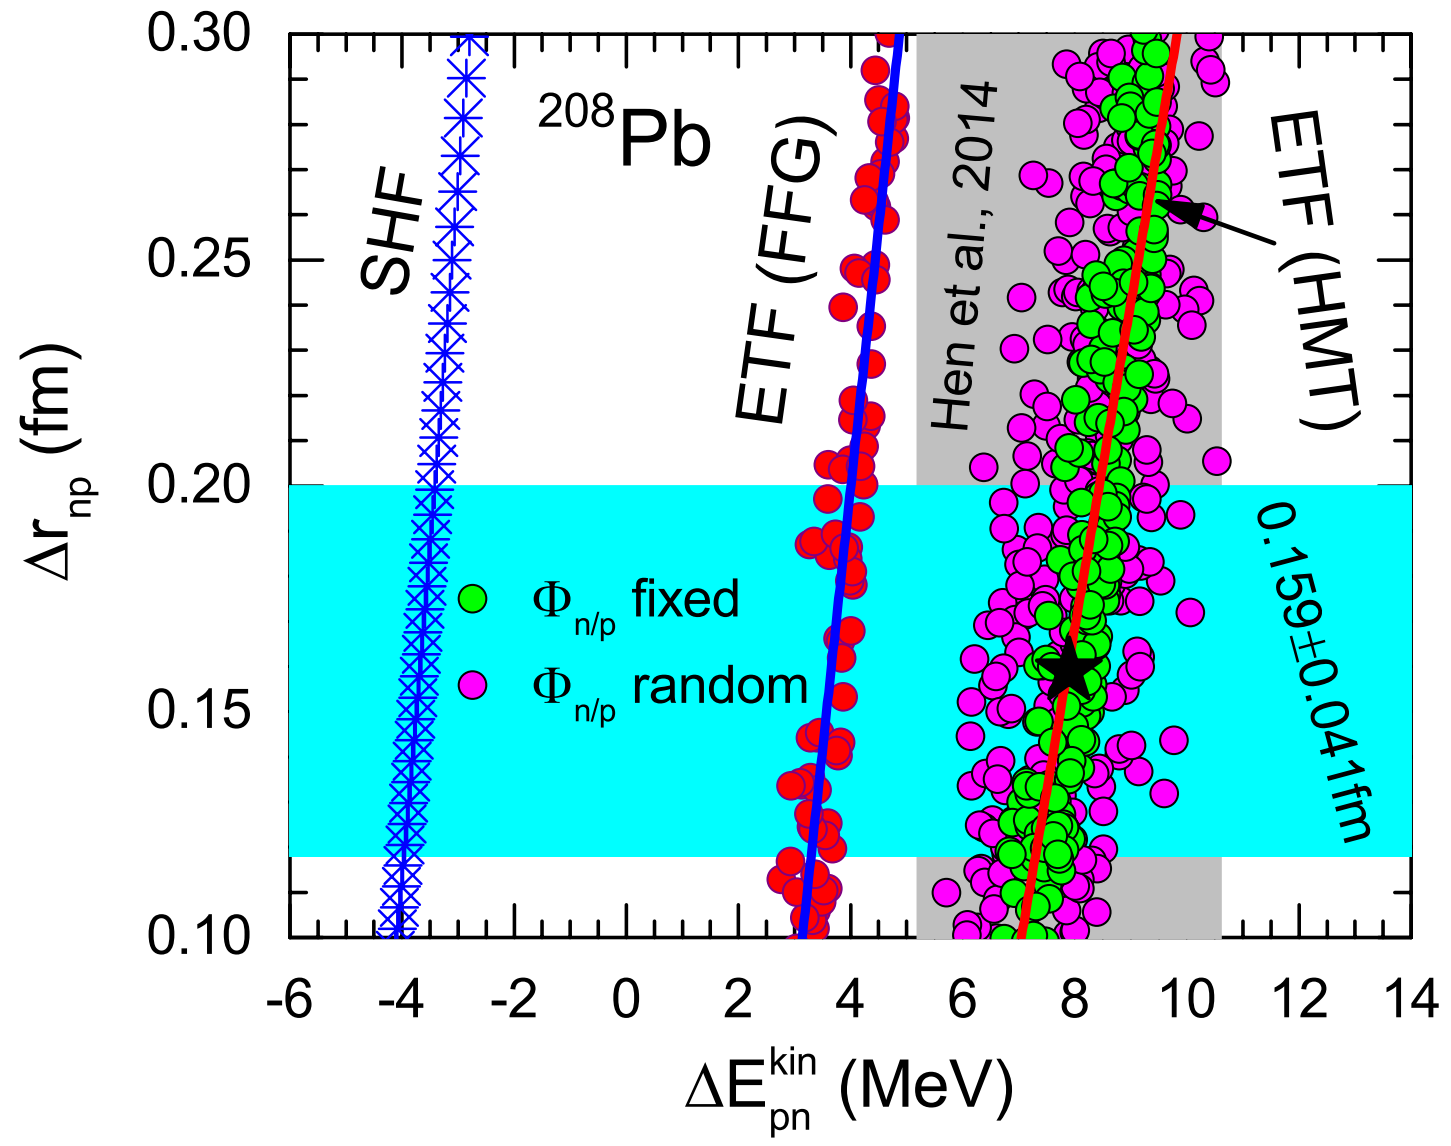 0.30
0.25
0.20
0.15
0.10
Δr_np (fm)
-6 -4 -2 0 2 4 6 8 10 12 14
ΔE^kin_pn (MeV)
²⁰⁸Pb
SHF
ETF (FFG)
Hen et al., 2014
ETF (HMT)
Φ_n/p fixed
Φ_n/p random
0.159±0.041fm